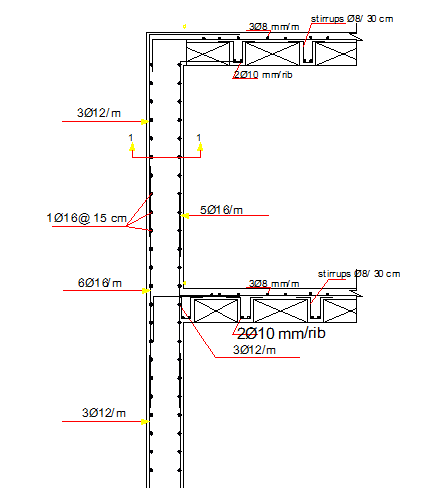 stirrups Ø8/ 30 cm
3Ø8 mm/m
2Ø10 mm/rib
3Ø12/m
1 1
5Ø16/m
1Ø16@ 15 cm
stirrups Ø8/ 30 cm
6Ø16/m
3Ø8 mm/m
2Ø10 mm/rib
3Ø12/m
3Ø12/m